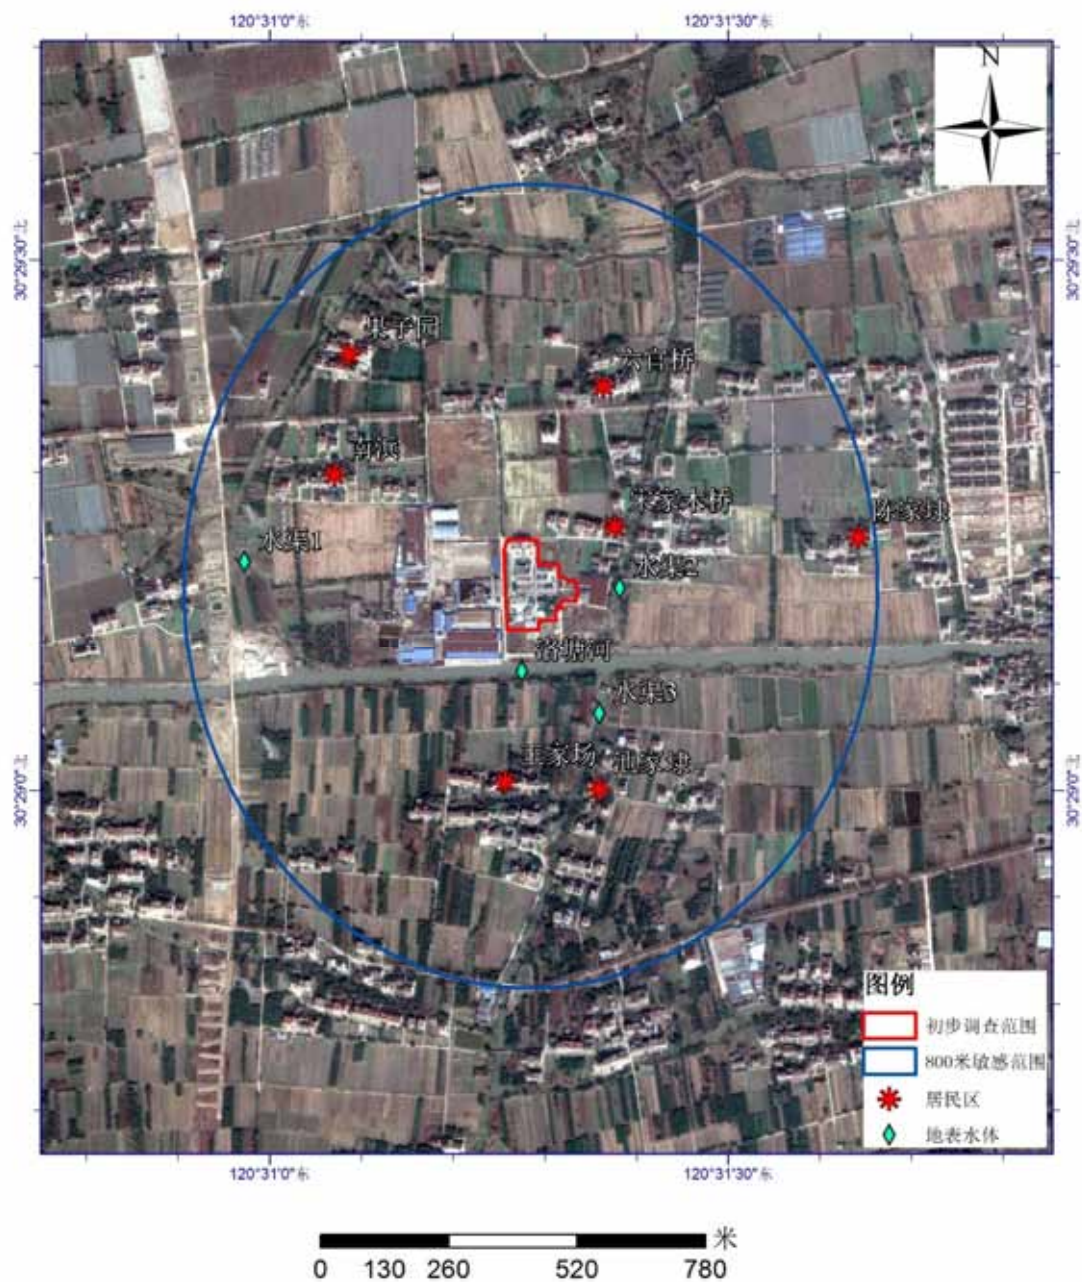 120°31'0"东 120°31'30"东
N
30°29'30"北 30°29'30"北
果子园
六百桥
南浜
宋家木桥
陈家埭
水渠1
水渠2
洛塘河
水渠3
王家场
池家埭
30°29'0"北 30°29'0"北
图例
初步调查范围
800米敏感范围
居民区
地表水体
120°31'0"东 120°31'30"东
米
0 130 260 520 780